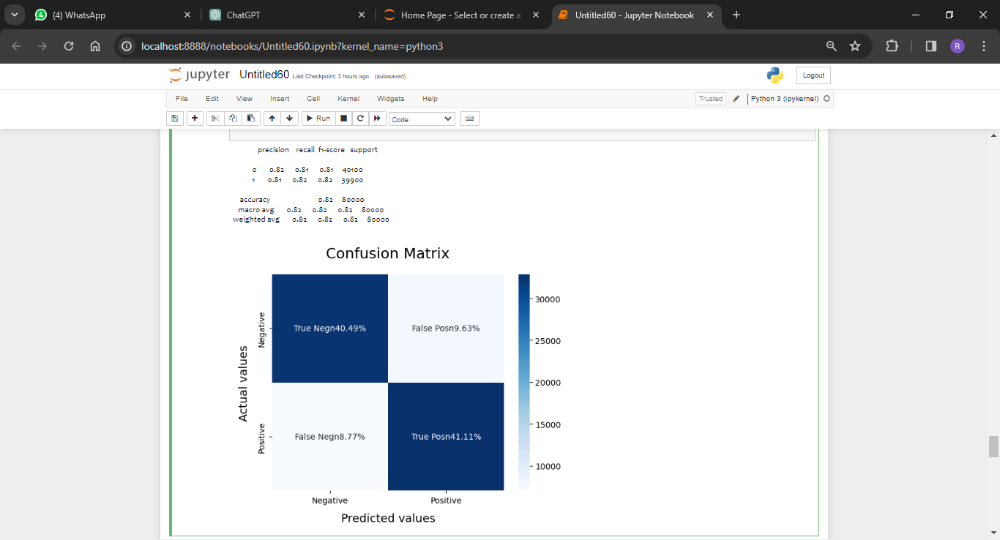 (4) WhatsApp
ChatGPT
Home Page - Select or create a
Untitled60 - Jupyter Notebook
localhost:8888/notebooks/Untitled60.ipynb?kernel_name=python3
R
jupyter Untitled60 Last Checkpoint: 3 hours ago (autosaved)
Logout
File Edit View Insert Cell Kernel Widgets Help
Trusted
Python 3 (ipykernel)
Run
Code
precision recall f1-score support
0 0.82 0.81 0.81 40100
1 0.81 0.82 0.82 39900
accuracy 0.82 80000
macro avg 0.82 0.82 0.82 80000
weighted avg 0.82 0.82 0.82 80000
Confusion Matrix
Actual values
Negative
Positive
True Negn40.49%
False Posn9.63%
False Negn8.77%
True Posn41.11%
30000
25000
20000
15000
10000
Negative
Positive
Predicted values